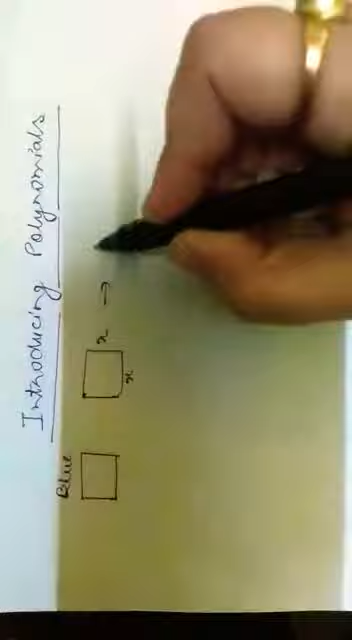 Introducing Polynomials
Blue
x →
x